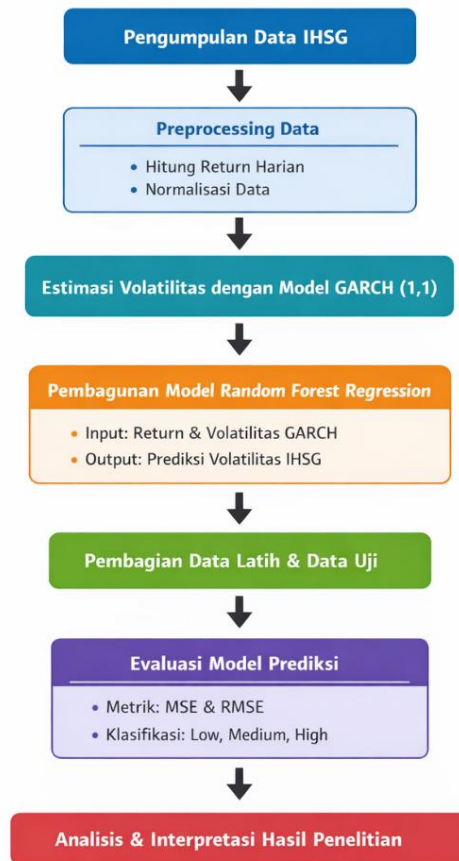 Pengumpulan Data IHSG
Preprocessing Data
• Hitung Return Harian
• Normalisasi Data
Estimasi Volatilitas dengan Model GARCH (1,1)
Pembagunan Model Random Forest Regression
• Input: Return & Volatilitas GARCH
• Output: Prediksi Volatilitas IHSG
Pembagian Data Latih & Data Uji
Evaluasi Model Prediksi
• Metrik: MSE & RMSE
• Klasifikasi: Low, Medium, High
Analisis & Interpretasi Hasil Penelitian